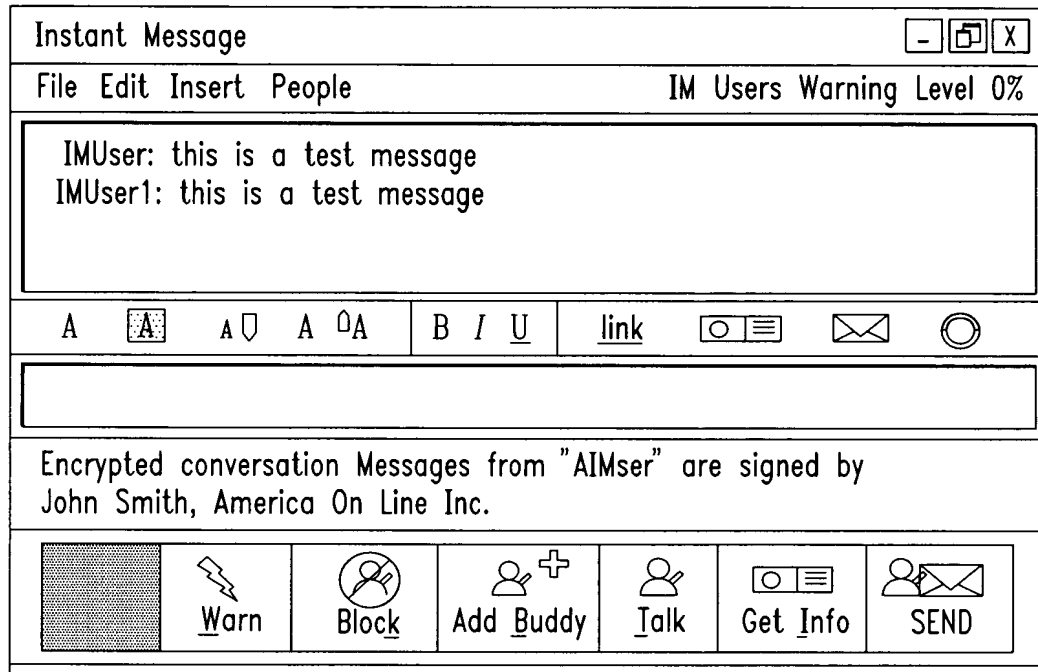 Instant Message - X
File Edit Insert People IM Users Warning Level 0%
IMUser: this is a test message
IMUser1: this is a test message
A A A A A B I U link
Encrypted conversation Messages from "AIMser" are signed by
John Smith, America On Line Inc.
Warn Block Add Buddy Talk Get Info SEND